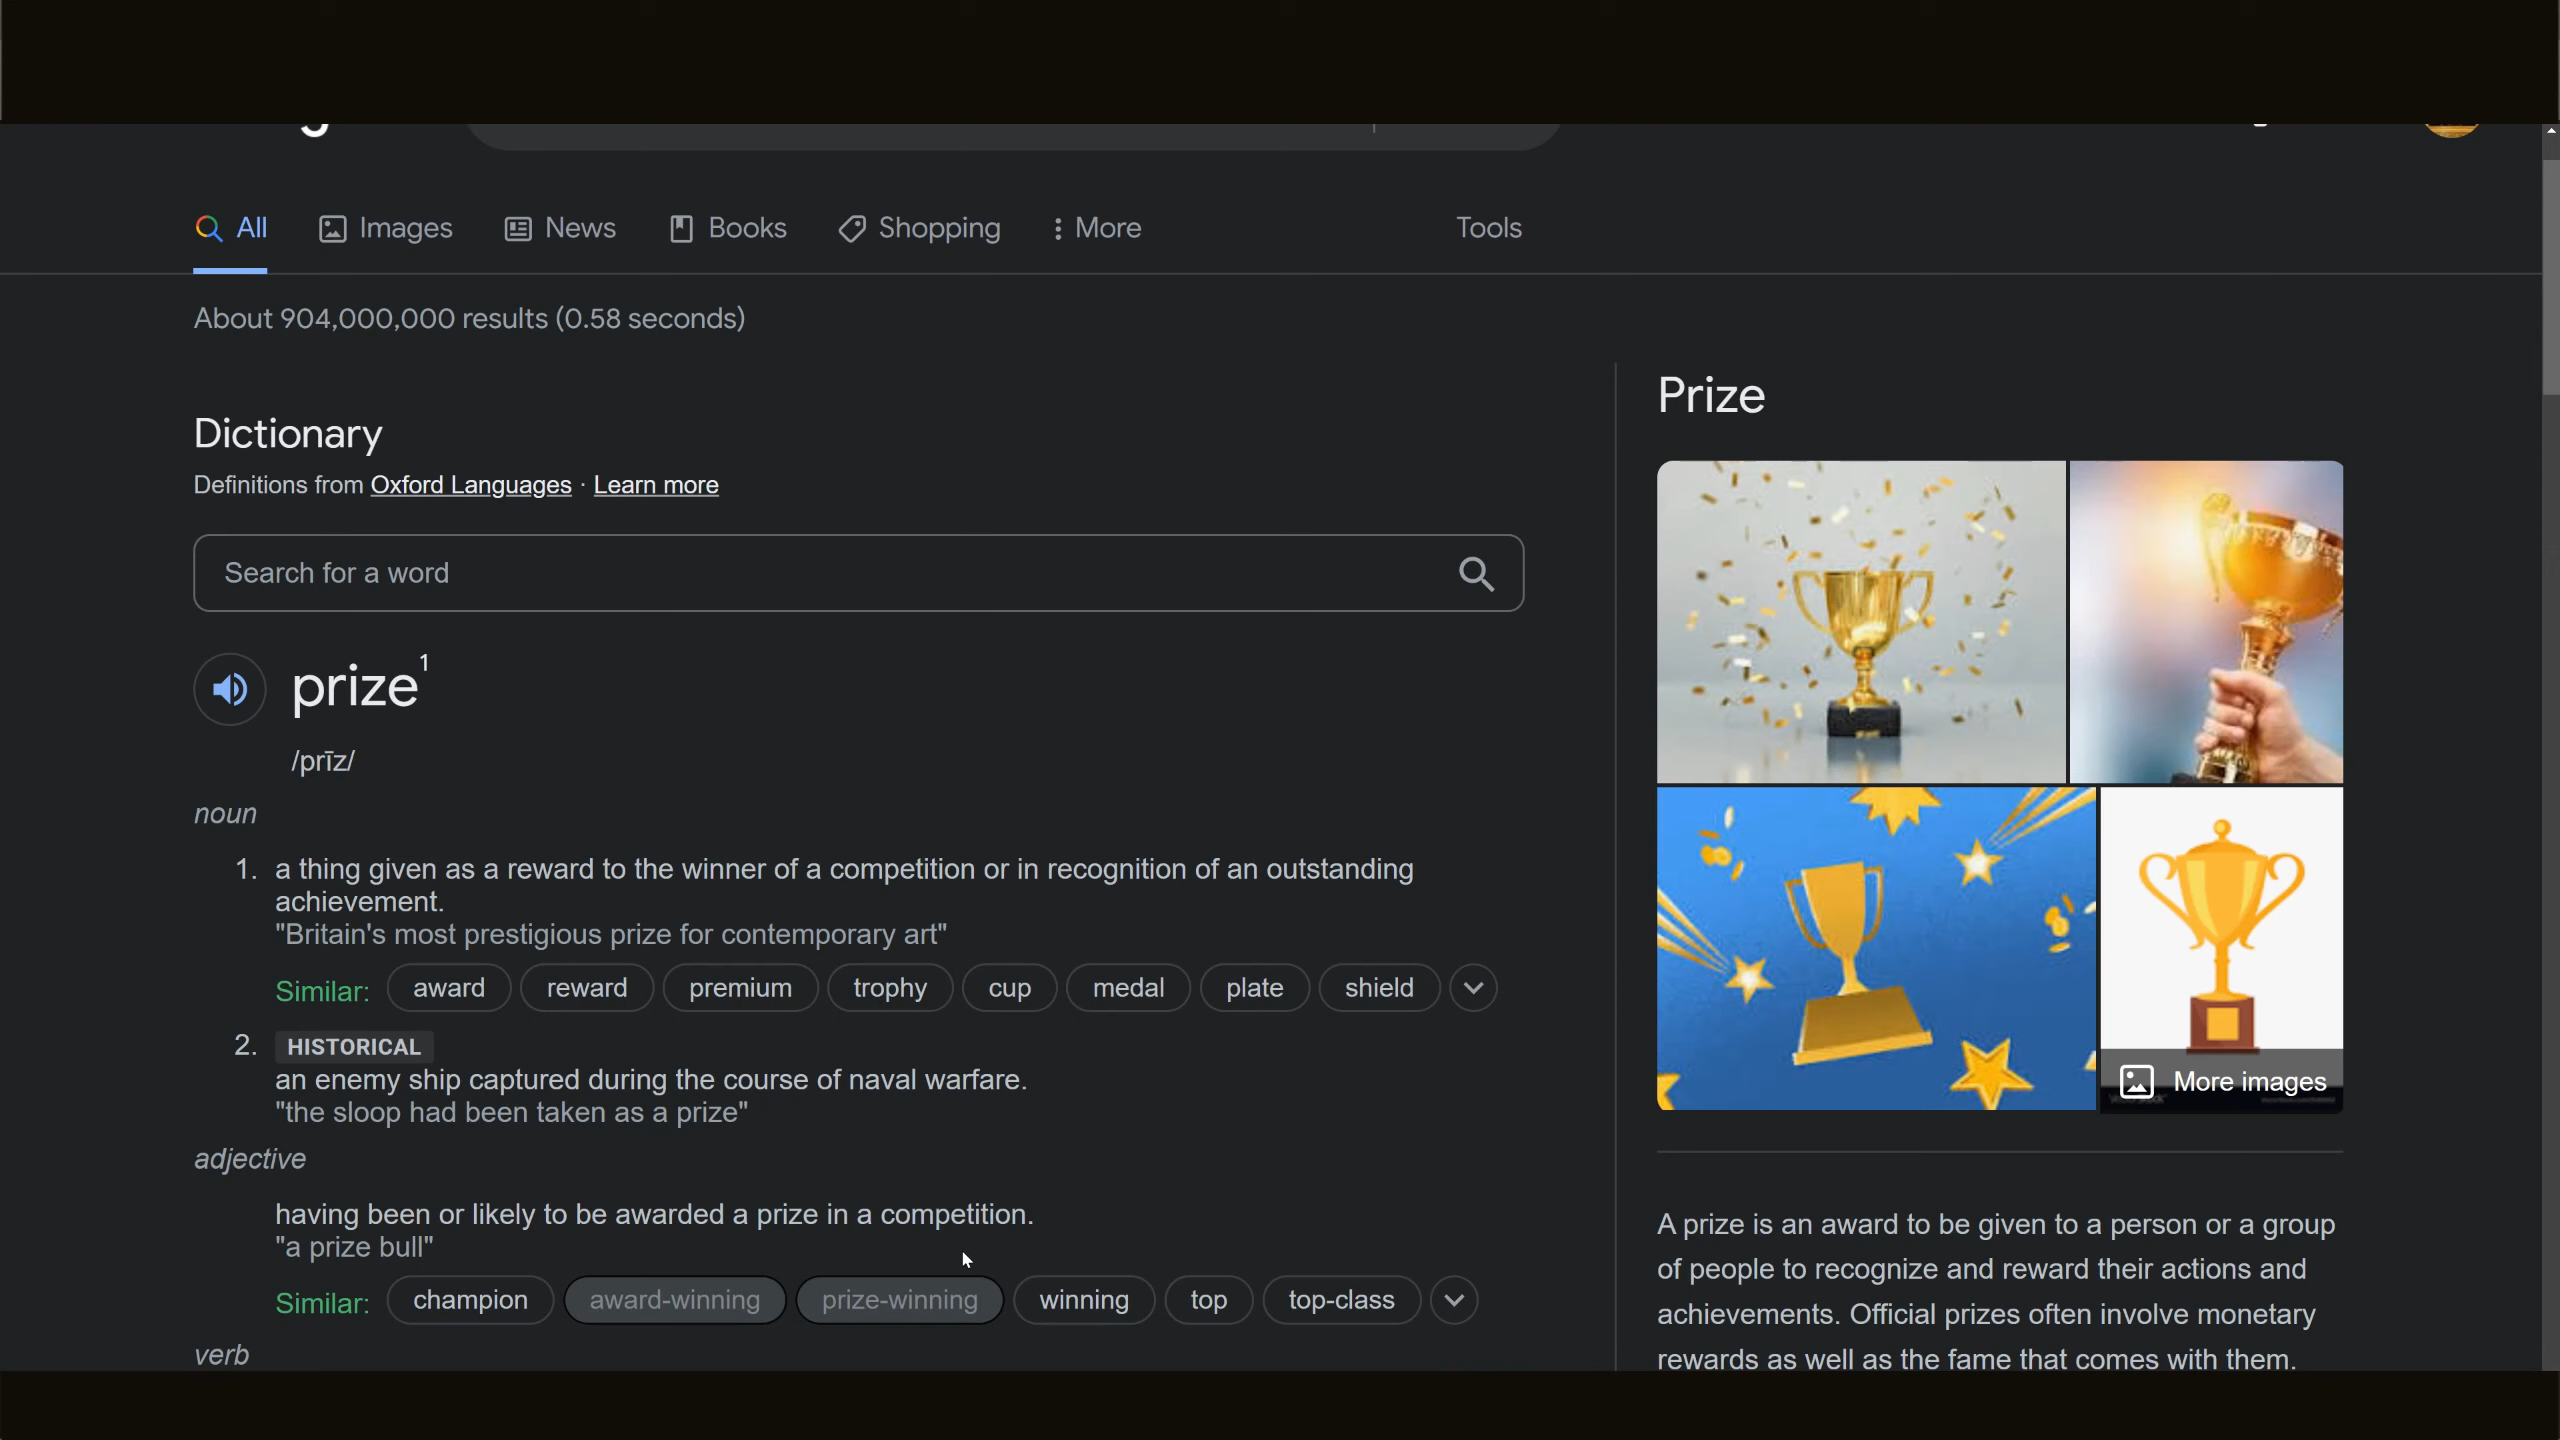 All
Images
News
Books
Shopping
More
Tools
About 904,000,000 results (0.58 seconds)
Dictionary
Definitions from Oxford Languages · Learn more
Search for a word
prize¹
/prīz/
noun
1. a thing given as a reward to the winner of a competition or in recognition of an outstanding
achievement.
"Britain's most prestigious prize for contemporary art"
Similar: award reward premium trophy cup medal plate shield
2. HISTORICAL
an enemy ship captured during the course of naval warfare.
"the sloop had been taken as a prize"
adjective
having been or likely to be awarded a prize in a competition.
"a prize bull"
Similar: champion award-winning prize-winning winning top top-class
verb
Prize
More images
A prize is an award to be given to a person or a group
of people to recognize and reward their actions and
achievements. Official prizes often involve monetary
rewards as well as the fame that comes with them.